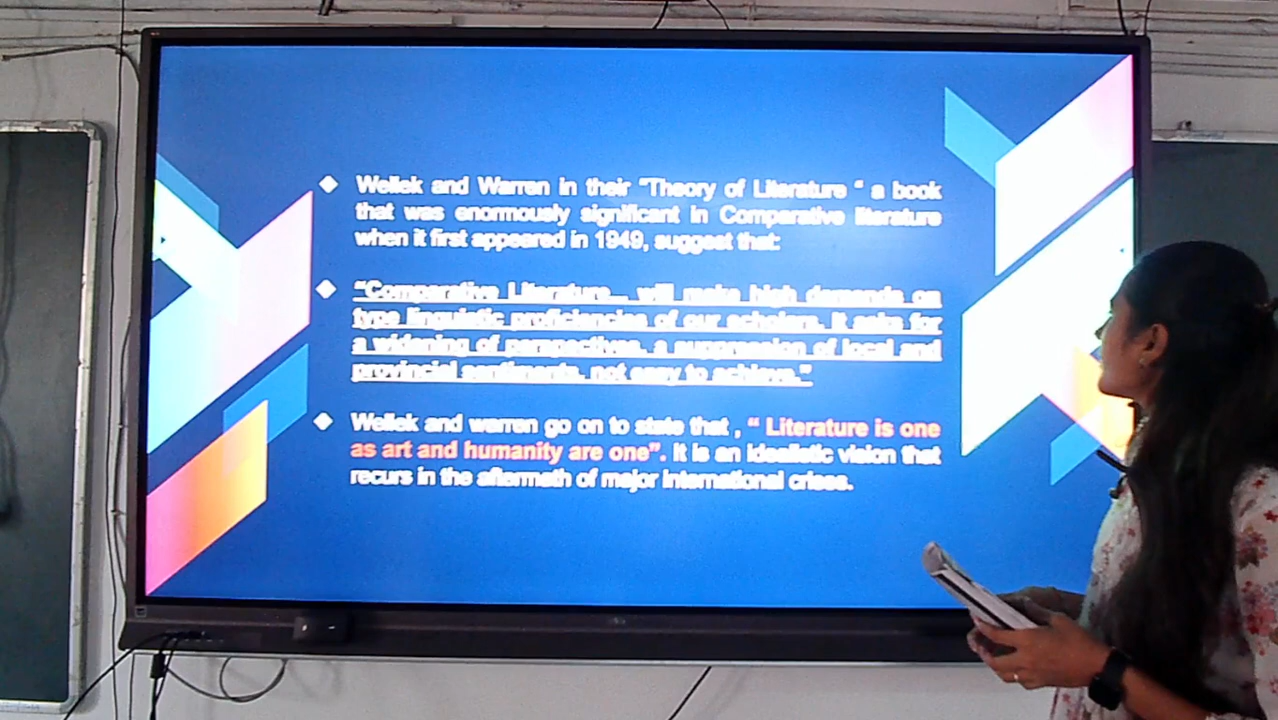 Wellek and Warren in their "Theory of Literature " a book
that was enormously significant in Comparative literature
when it first appeared in 1949, suggest that:
"Comparative Literature... will make high demands on
type linguistic proficiencies of our scholars. It asks for
a widening of perspectives, a suppression of local and
provincial sentiments, not easy to achieve."
Wellek and warren go on to state that , " Literature is one
as art and humanity are one". It is an idealistic vision that
recurs in the aftermath of major international crises.